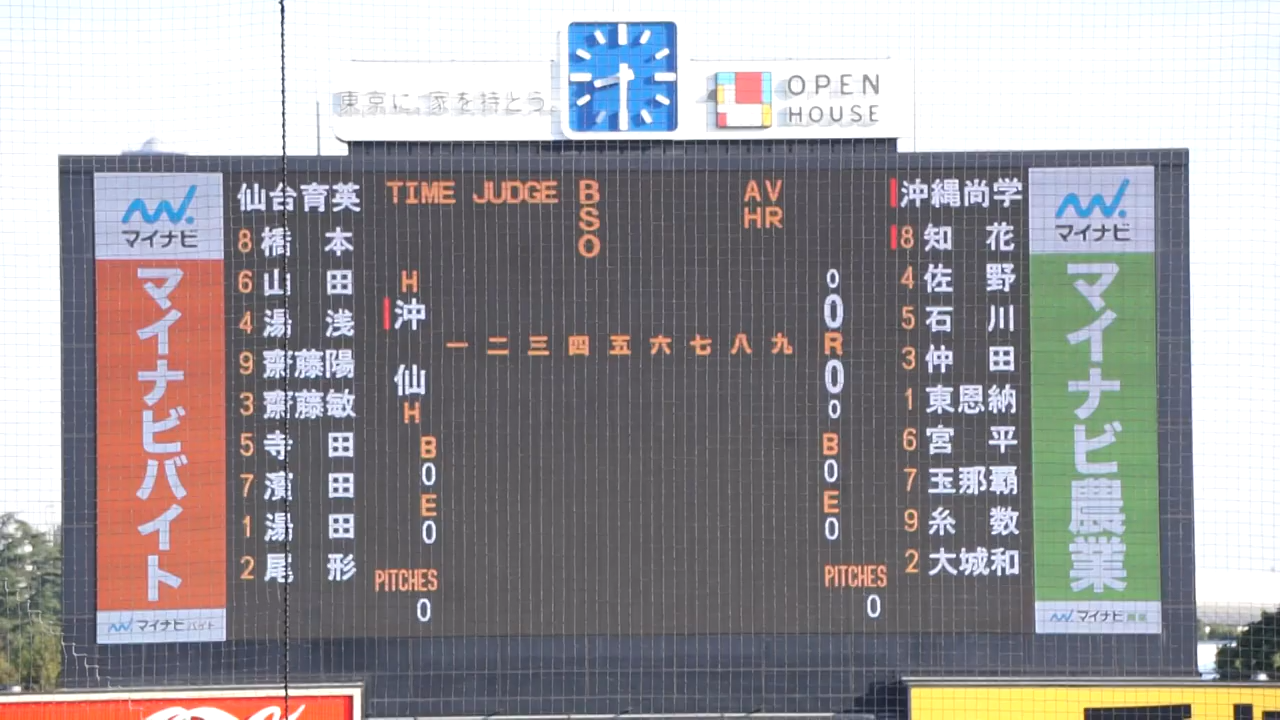 東京に、家を持とう。
OPEN
HOUSE
マイナビ
マイナビバイト
マイナビ バイト
仙台育英
8 橋本
6 山田
4 湯浅
9 齋藤陽
3 齋藤敏
5 寺田
7 濱田
1 湯田
2 尾形
TIME JUDGE
B
S
O
AV
HR
H 0
沖 0
一 二 三 四 五 六 七 八 九 R
仙 0
H 0
B 0
E 0
PITCHES
0
B 0
E 0
PITCHES
0
沖縄尚学
8 知花
4 佐野
5 石川
3 仲田
1 東恩納
6 宮平
7 玉那覇
9 糸数
2 大城和
マイナビ
マイナビ農業
マイナビ 農業